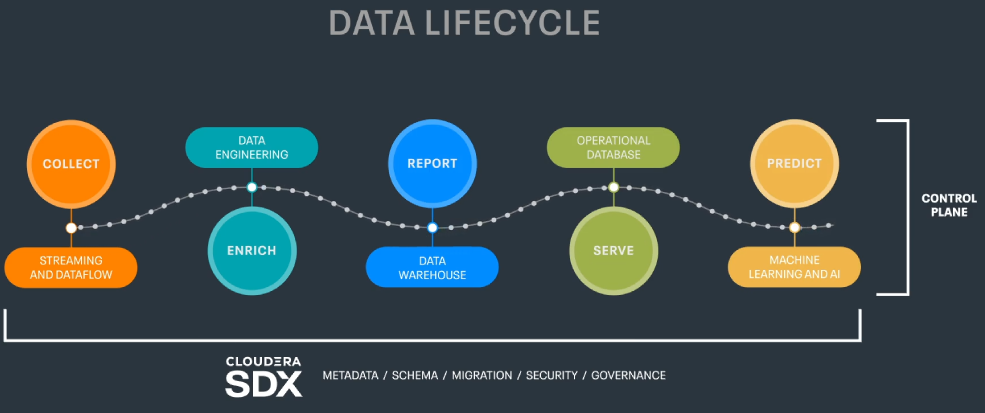 DATA LIFECYCLE
COLLECT
STREAMING
AND DATAFLOW
DATA
ENGINEERING
ENRICH
REPORT
DATA
WAREHOUSE
OPERATIONAL
DATABASE
SERVE
PREDICT
MACHINE
LEARNING AND AI
CONTROL
PLANE
CLOUDERA
SDX
METADATA / SCHEMA / MIGRATION / SECURITY / GOVERNANCE